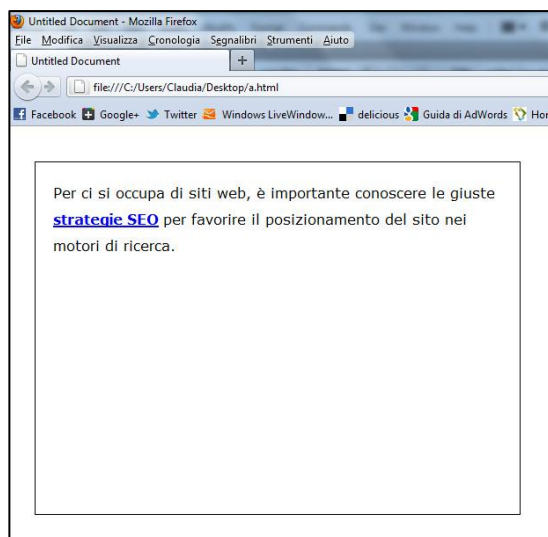 Untitled Document - Mozilla Firefox
File Modifica Visualizza Cronologia Segnalibri Strumenti Aiuto
Untitled Document +
file:///C:/Users/Claudia/Desktop/a.html
Facebook Google+ Twitter Windows LiveWindow... delicious Guida di AdWords Hor
Per ci si occupa di siti web, è importante conoscere le giuste
strategie SEO per favorire il posizionamento del sito nei
motori di ricerca.